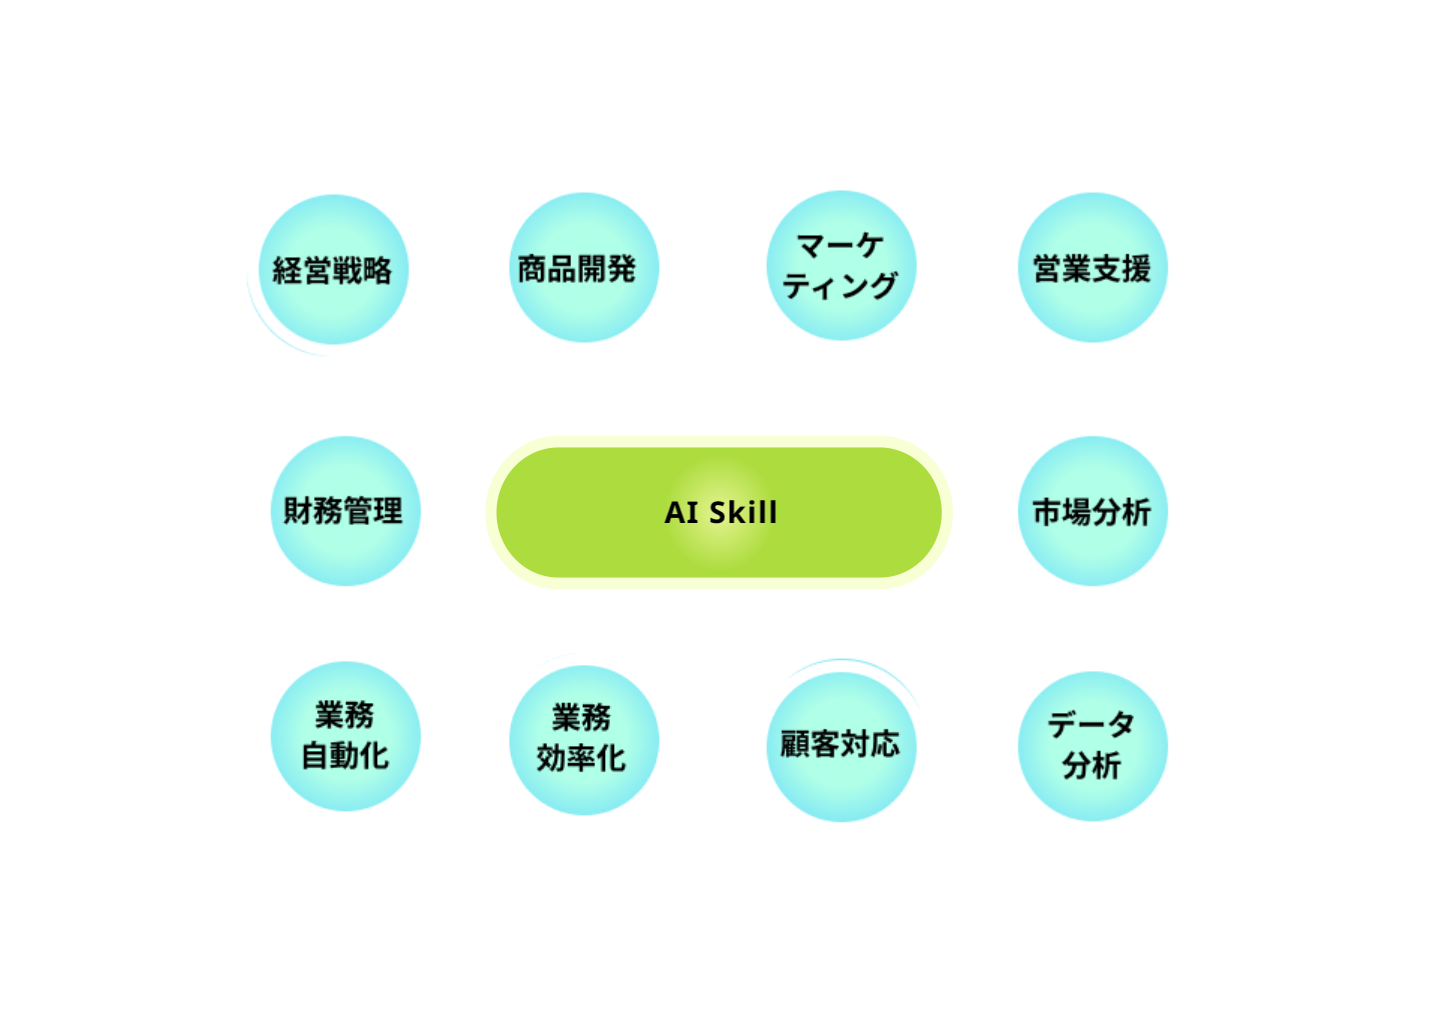 経営戦略
商品開発
マーケ
ティング
営業支援
財務管理
AI Skill
市場分析
業務
自動化
業務
効率化
顧客対応
データ
分析